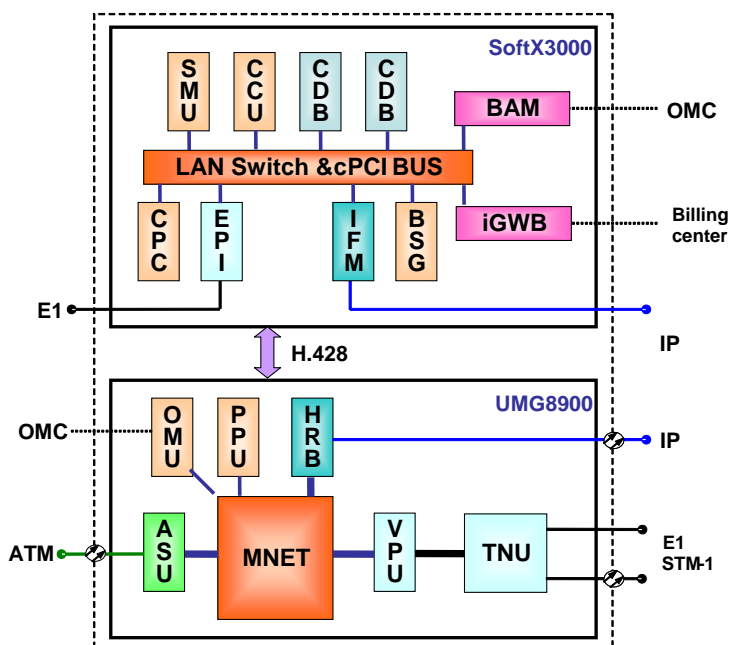 SoftX3000
SMU
CCU
CDB
CDB
BAM
OMC
LAN Switch &cPCI BUS
CPC
EPI
IFM
BSG
iGWB
Billing
center
E1
IP
H.428
UMG8900
OMC
OMU
PPU
HRB
IP
ATM
ASU
MNET
VPU
TNU
E1
STM-1